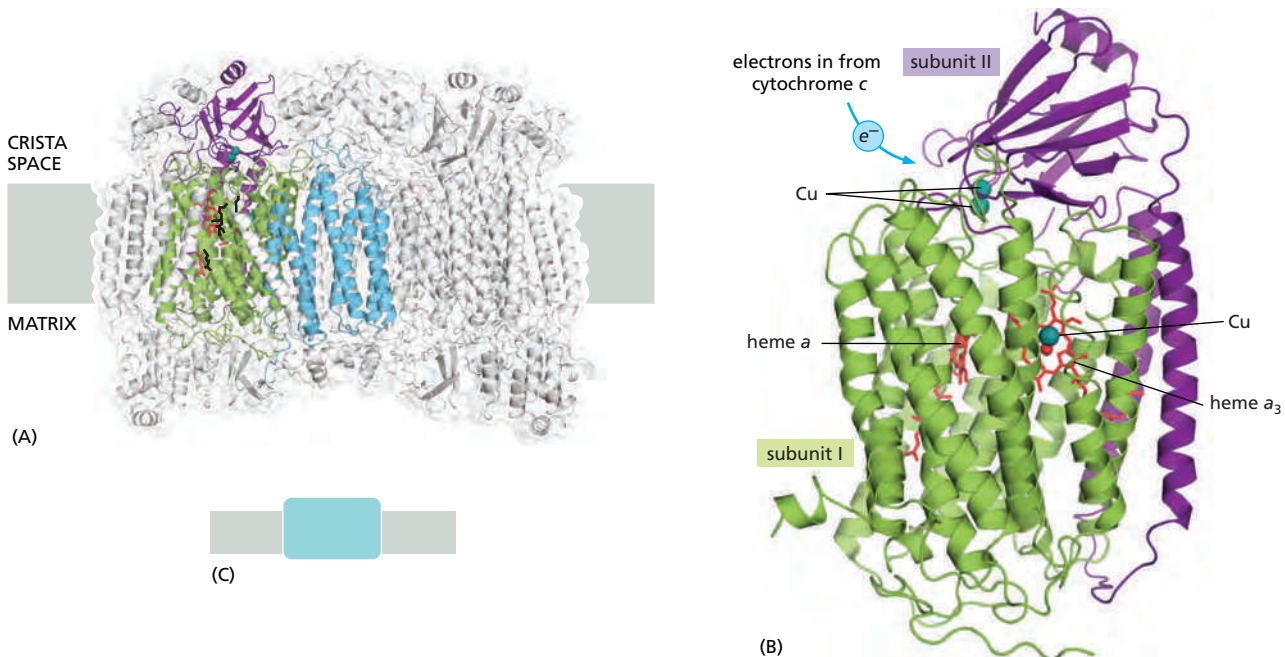 CRISTA
SPACE
MATRIX
(A)
(C)
electrons in from
cytochrome c
subunit II
e−
Cu
Cu
heme a
heme a3
subunit I
(B)